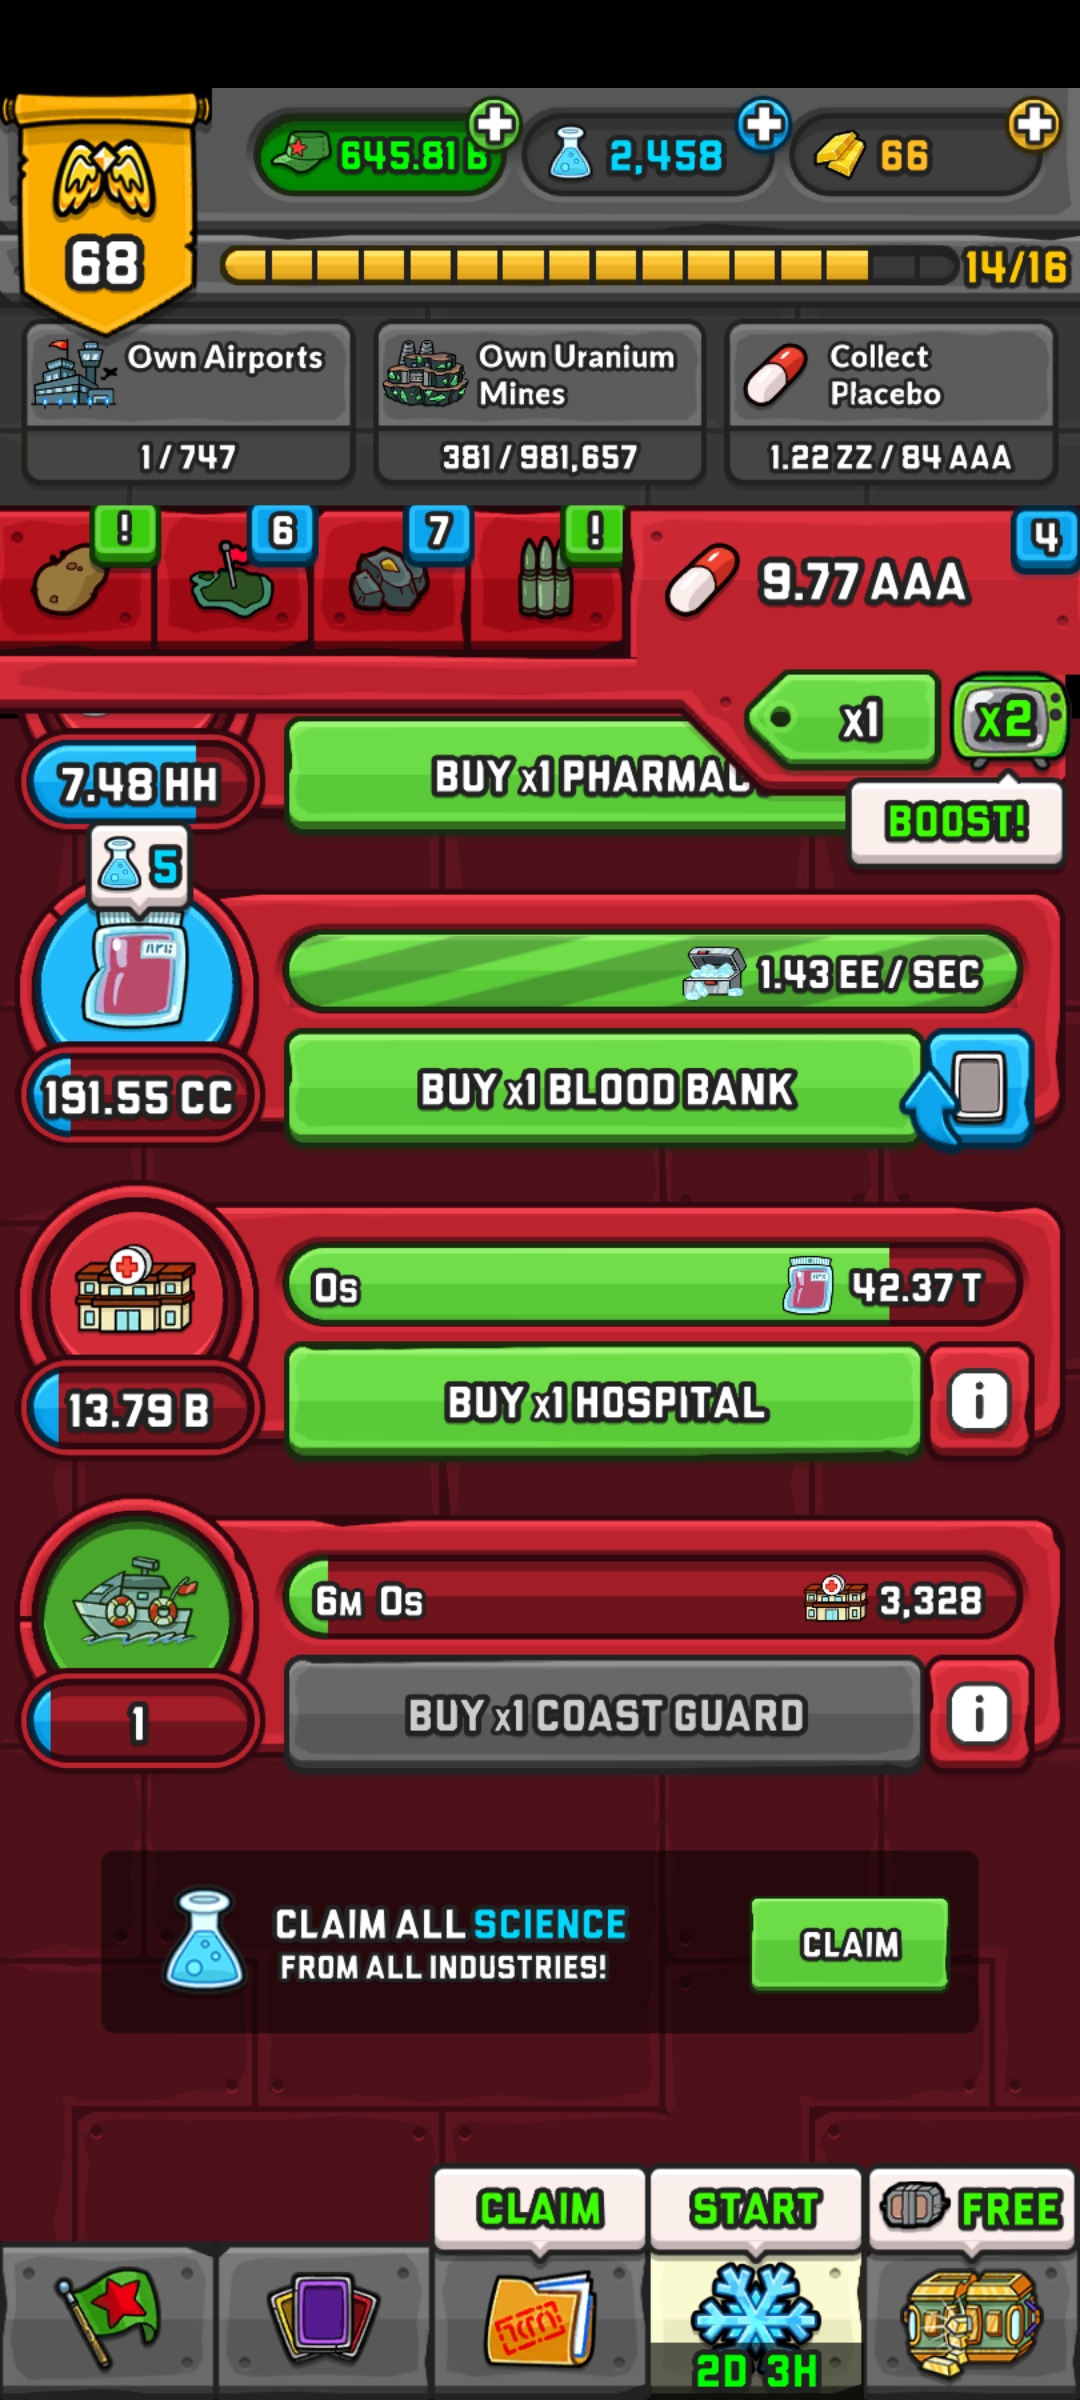 645.81 B
2,458
66
68
14/16
Own Airports
1 / 747
Own Uranium
Mines
381 / 981,657
Collect
Placebo
1.22 ZZ / 84 AAA
!
6
7
!
4
9.77 AAA
x1
x2
BOOST!
7.48 HH
BUY x1 PHARMAC
5
1.43 EE / SEC
191.55 CC
BUY x1 BLOOD BANK
0s
42.37 T
13.79 B
BUY x1 HOSPITAL
i
6M 0s
3,328
1
BUY x1 COAST GUARD
i
CLAIM ALL SCIENCE
FROM ALL INDUSTRIES!
CLAIM
CLAIM
START
FREE
2D 3H